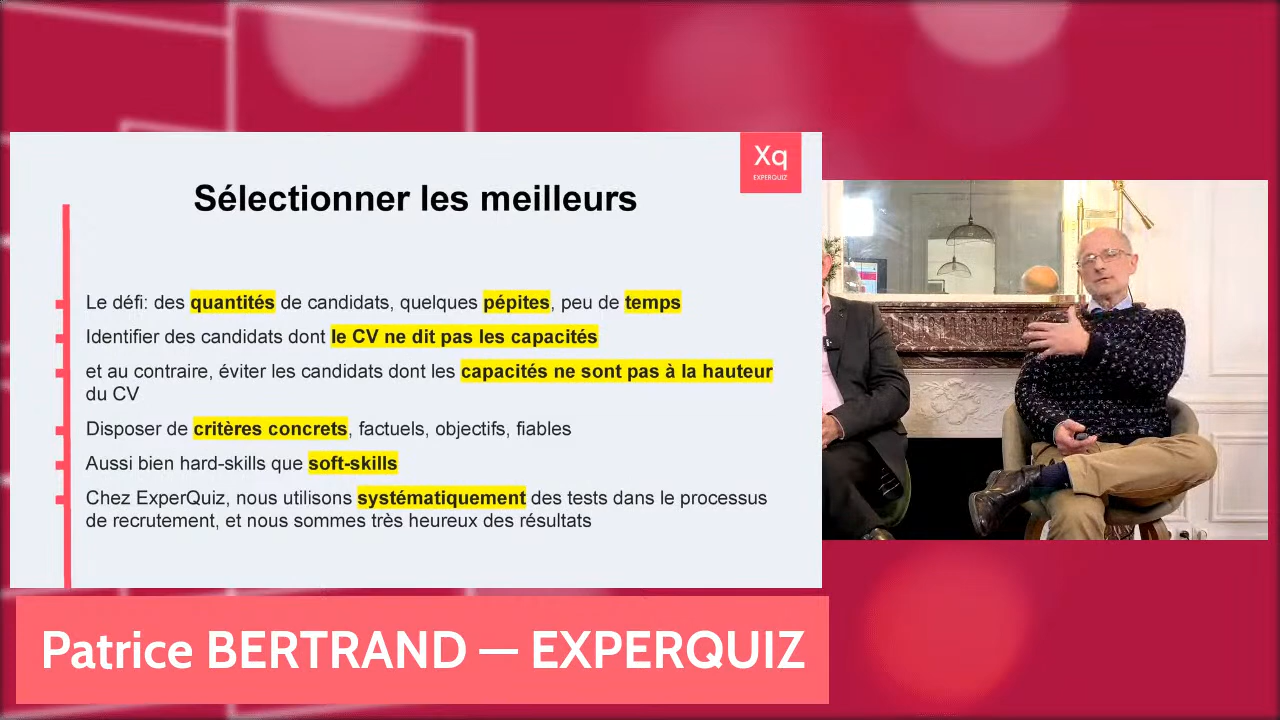 Xq
EXPERQUIZ
Sélectionner les meilleurs
Le défi: des quantités de candidats, quelques pépites, peu de temps
Identifier des candidats dont le CV ne dit pas les capacités
et au contraire, éviter les candidats dont les capacités ne sont pas à la hauteur
du CV
Disposer de critères concrets, factuels, objectifs, fiables
Aussi bien hard-skills que soft-skills
Chez ExperQuiz, nous utilisons systématiquement des tests dans le processus
de recrutement, et nous sommes très heureux des résultats
Patrice BERTRAND — EXPERQUIZ